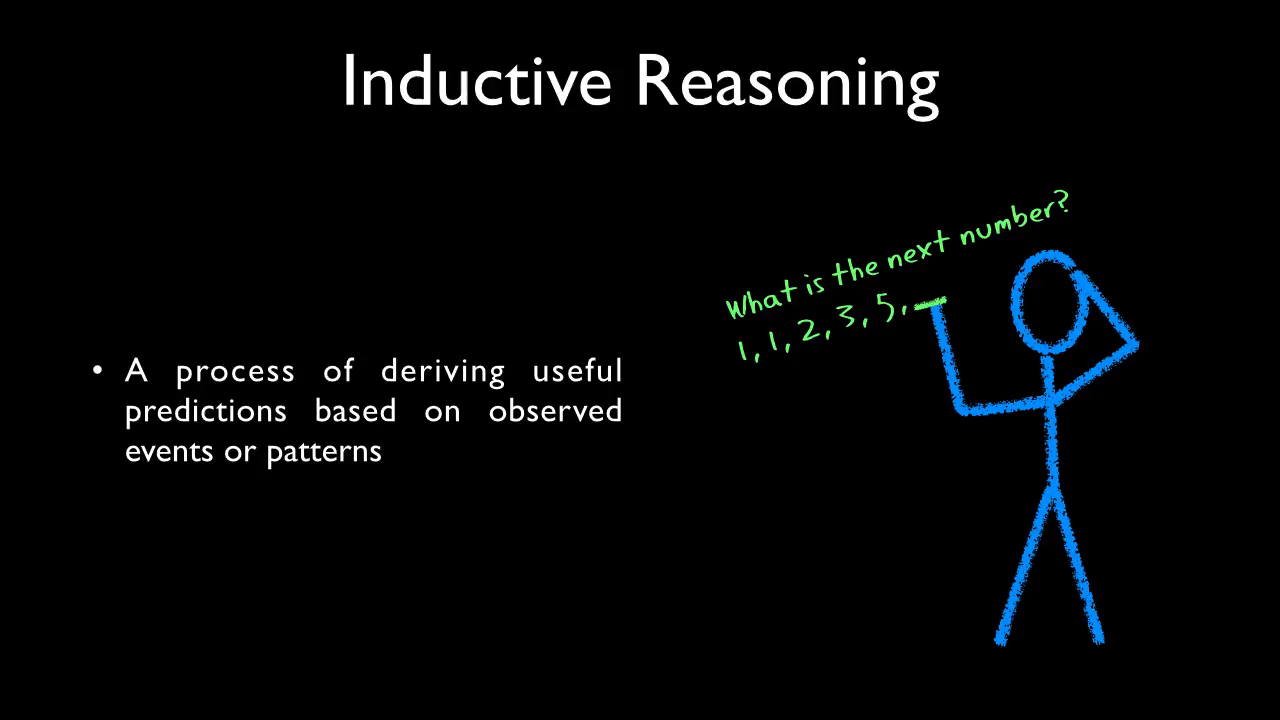 Inductive Reasoning
What is the next number?
1, 1, 2, 3, 5, _
• A process of deriving useful
predictions based on observed
events or patterns